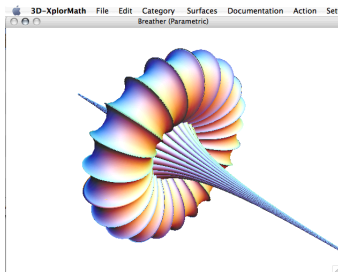 3D-XplorMath File Edit Category Surfaces Documentation Action Set
Breather (Parametric)